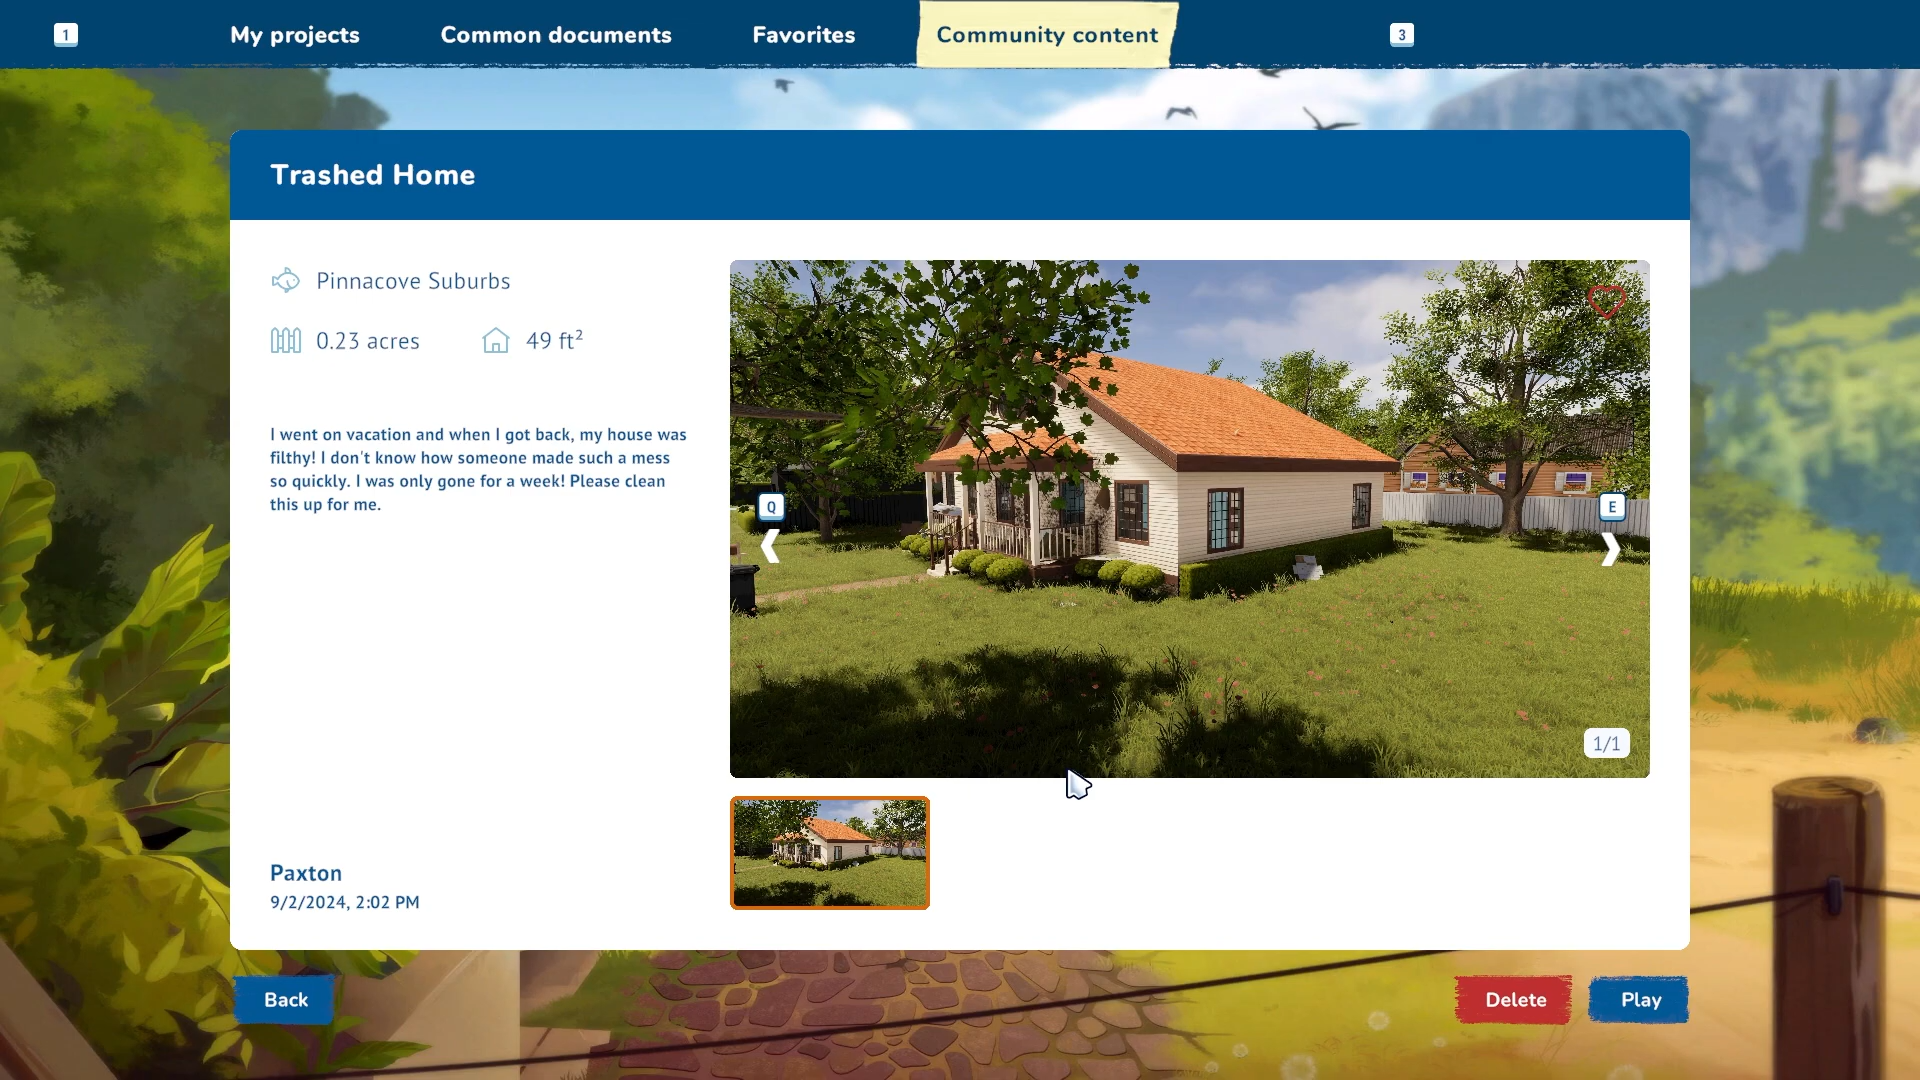 1
My projects
Common documents
Favorites
Community content
3
Trashed Home
Pinnacove Suburbs
0.23 acres
49 ft²
I went on vacation and when I got back, my house was
filthy! I don't know how someone made such a mess
so quickly. I was only gone for a week! Please clean
this up for me.
Q
E
1/1
Paxton
9/2/2024, 2:02 PM
Back
Delete
Play